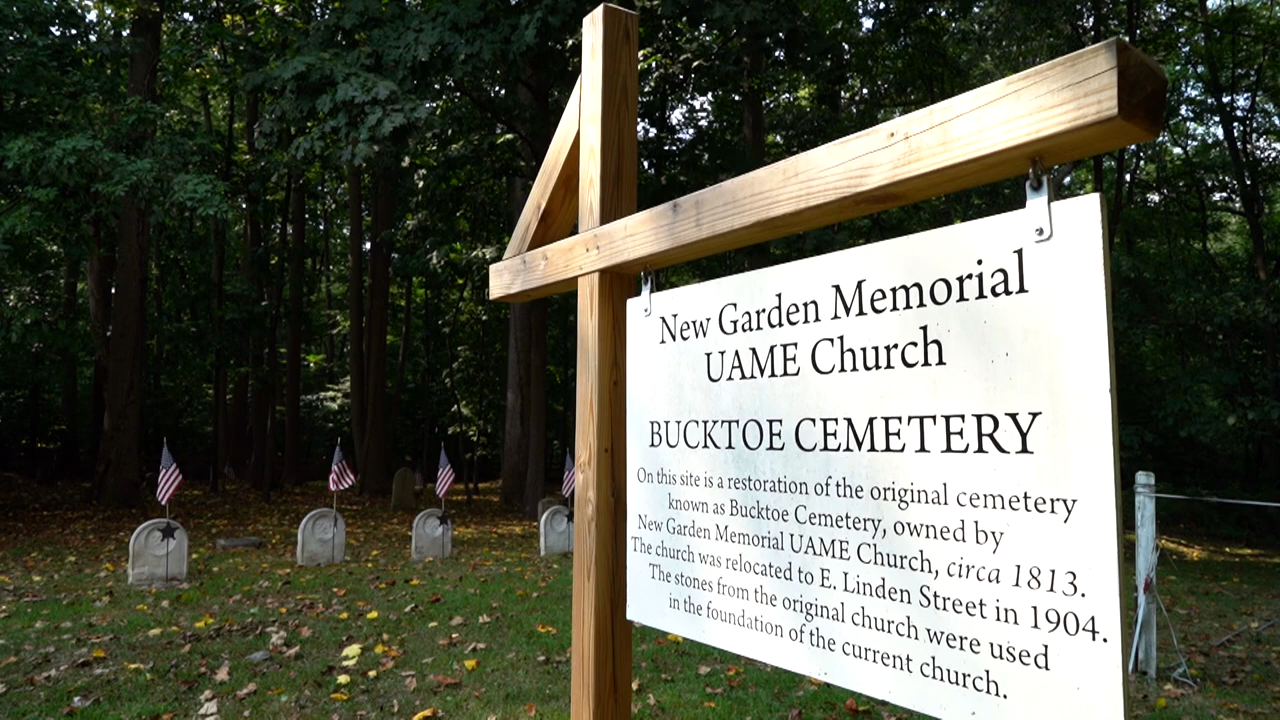 New Garden Memorial
UAME Church
BUCKTOE CEMETERY
On this site is a restoration of the original cemetery
known as Bucktoe Cemetery, owned by
New Garden Memorial UAME Church, circa 1813.
The church was relocated to E. Linden Street in 1904.
The stones from the original church were used
in the foundation of the current church.